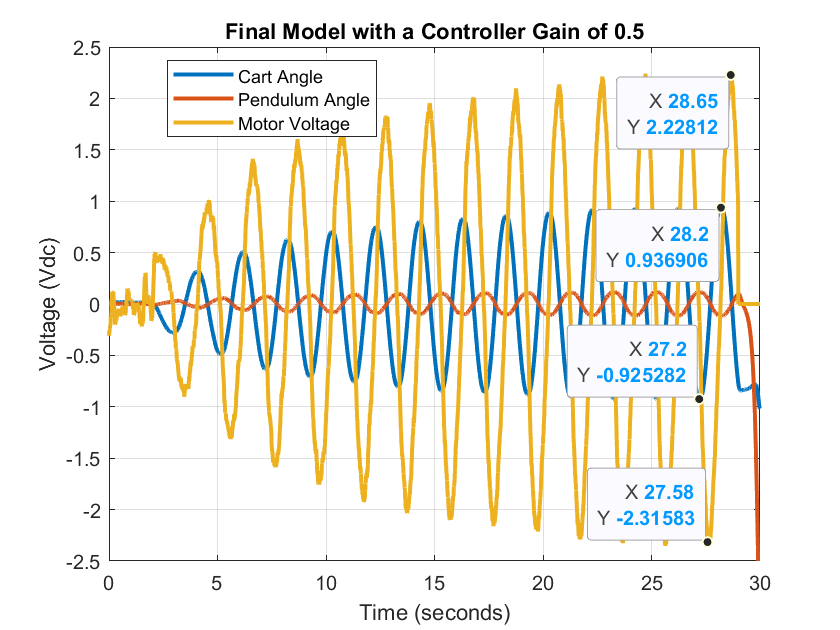 Final Model with a Controller Gain of 0.5
Cart Angle
Pendulum Angle
Motor Voltage
X 28.65
Y 2.22812
X 28.2
Y 0.936906
X 27.2
Y -0.925282
X 27.58
Y -2.31583
Voltage (Vdc)
2.5
2
1.5
1
0.5
0
-0.5
-1
-1.5
-2
-2.5
0 5 10 15 20 25 30
Time (seconds)